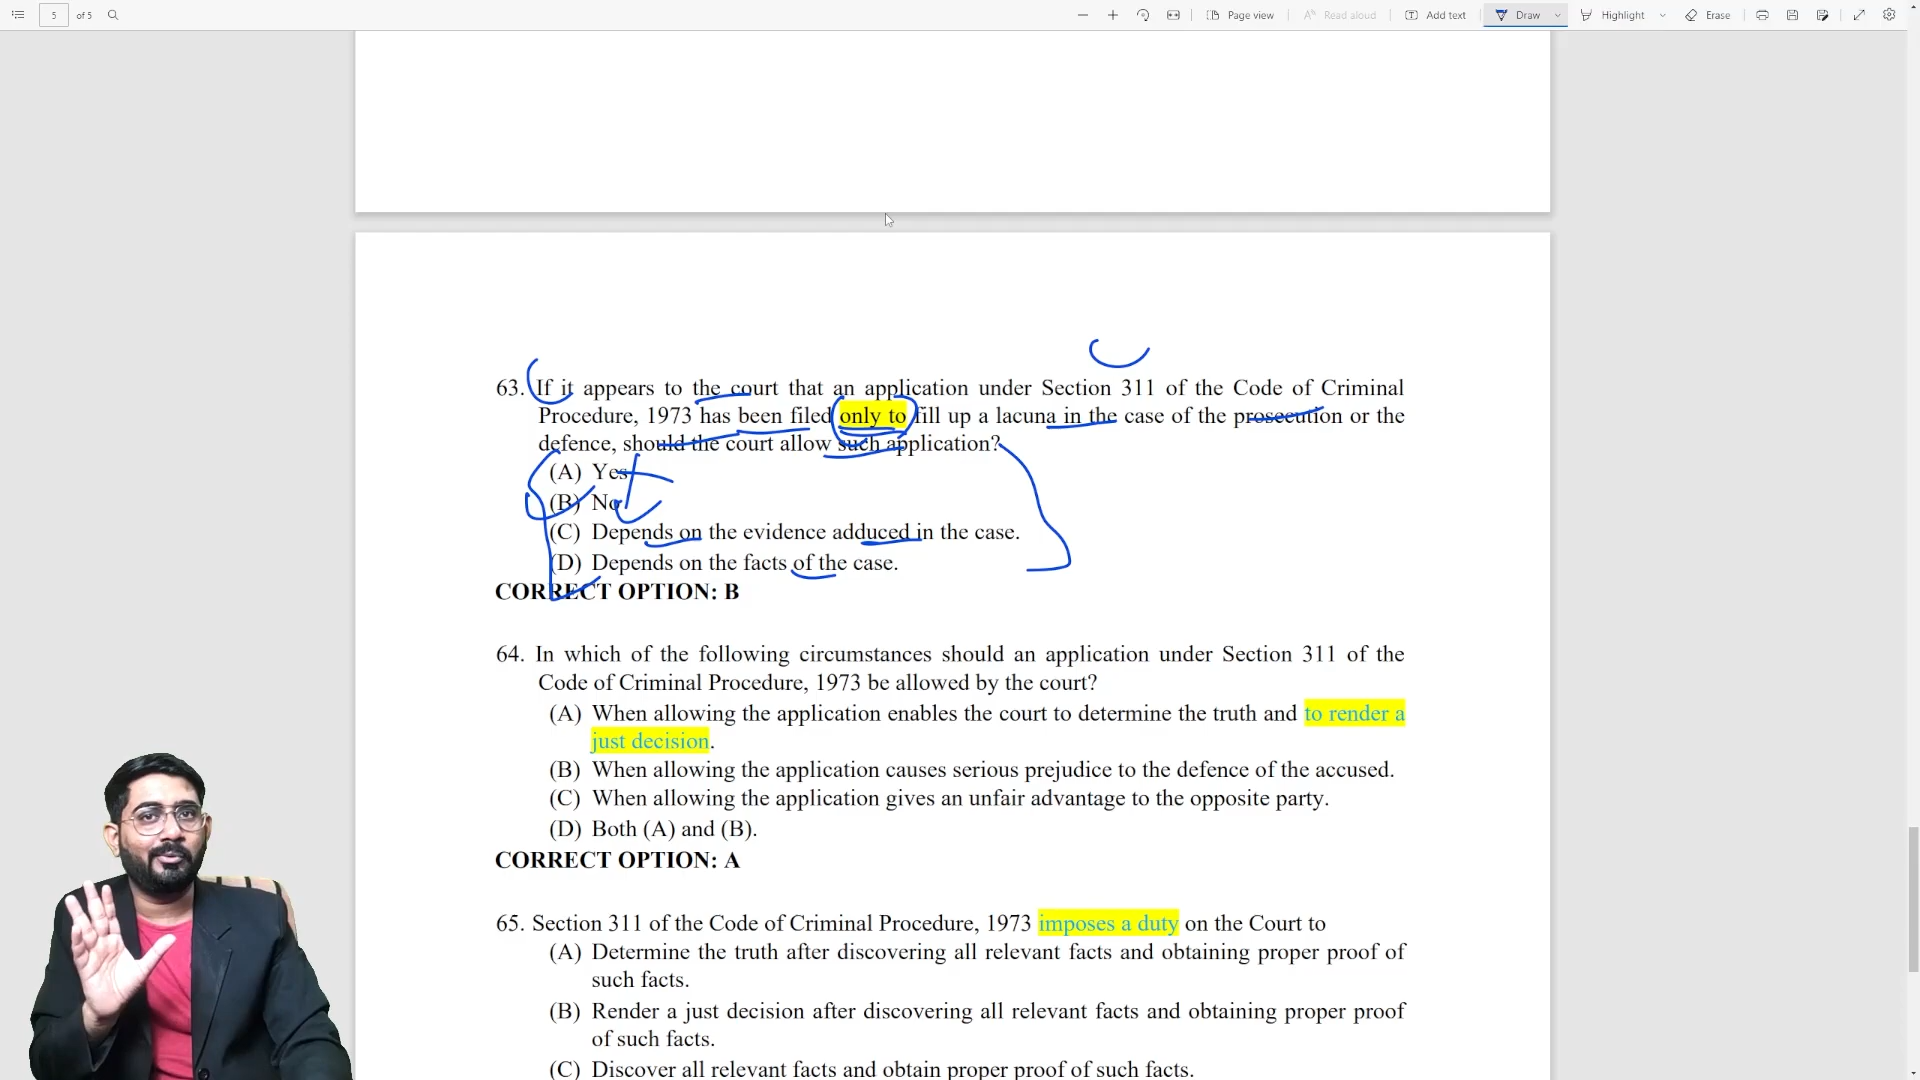 5 of 5 Page view Read aloud Add text Draw Highlight Erase
63. If it appears to the court that an application under Section 311 of the Code of Criminal
Procedure, 1973 has been filed only to fill up a lacuna in the case of the prosecution or the
defence, should the court allow such application?
(A) Yes
(B) No
(C) Depends on the evidence adduced in the case.
(D) Depends on the facts of the case.
CORRECT OPTION: B
64. In which of the following circumstances should an application under Section 311 of the
Code of Criminal Procedure, 1973 be allowed by the court?
(A) When allowing the application enables the court to determine the truth and to render a
just decision.
(B) When allowing the application causes serious prejudice to the defence of the accused.
(C) When allowing the application gives an unfair advantage to the opposite party.
(D) Both (A) and (B).
CORRECT OPTION: A
65. Section 311 of the Code of Criminal Procedure, 1973 imposes a duty on the Court to
(A) Determine the truth after discovering all relevant facts and obtaining proper proof of
such facts.
(B) Render a just decision after discovering all relevant facts and obtaining proper proof
of such facts.
(C) Discover all relevant facts and obtain proper proof of such facts.